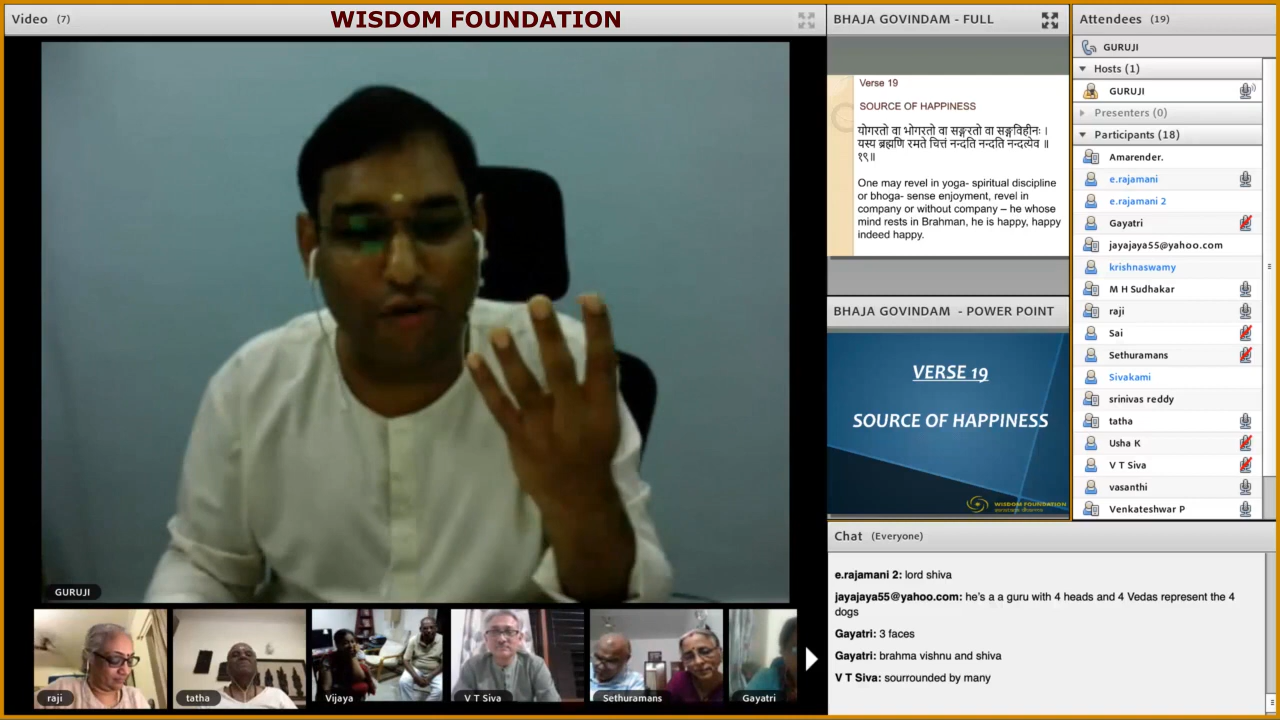 Video (7)
WISDOM FOUNDATION
GURUJI
raji
tatha
Vijaya
V T Siva
Sethuramans
Gayatri
BHAJA GOVINDAM - FULL
Verse 19
SOURCE OF HAPPINESS
योगरतो वा भोगरतो वा सङ्गरतो वा सङ्गविहीनः ।
यस्य ब्रह्मणि रमते चित्तं नन्दति नन्दति नन्दत्येव ॥
१९॥
One may revel in yoga- spiritual discipline
or bhoga- sense enjoyment, revel in
company or without company – he whose
mind rests in Brahman, he is happy, happy
indeed happy.
BHAJA GOVINDAM - POWER POINT
VERSE 19
SOURCE OF HAPPINESS
WISDOM FOUNDATION
Attendees (19)
GURUJI
Hosts (1)
GURUJI
Presenters (0)
Participants (18)
Amarender.
e.rajamani
e.rajamani 2
Gayatri
jayajaya55@yahoo.com
krishnaswamy
M H Sudhakar
raji
Sai
Sethuramans
Sivakami
srinivas reddy
tatha
Usha K
V T Siva
vasanthi
Venkateshwar P
Chat (Everyone)
e.rajamani 2: lord shiva
jayajaya55@yahoo.com: he's a a guru with 4 heads and 4 Vedas represent the 4
dogs
Gayatri: 3 faces
Gayatri: brahma vishnu and shiva
V T Siva: sourrounded by many